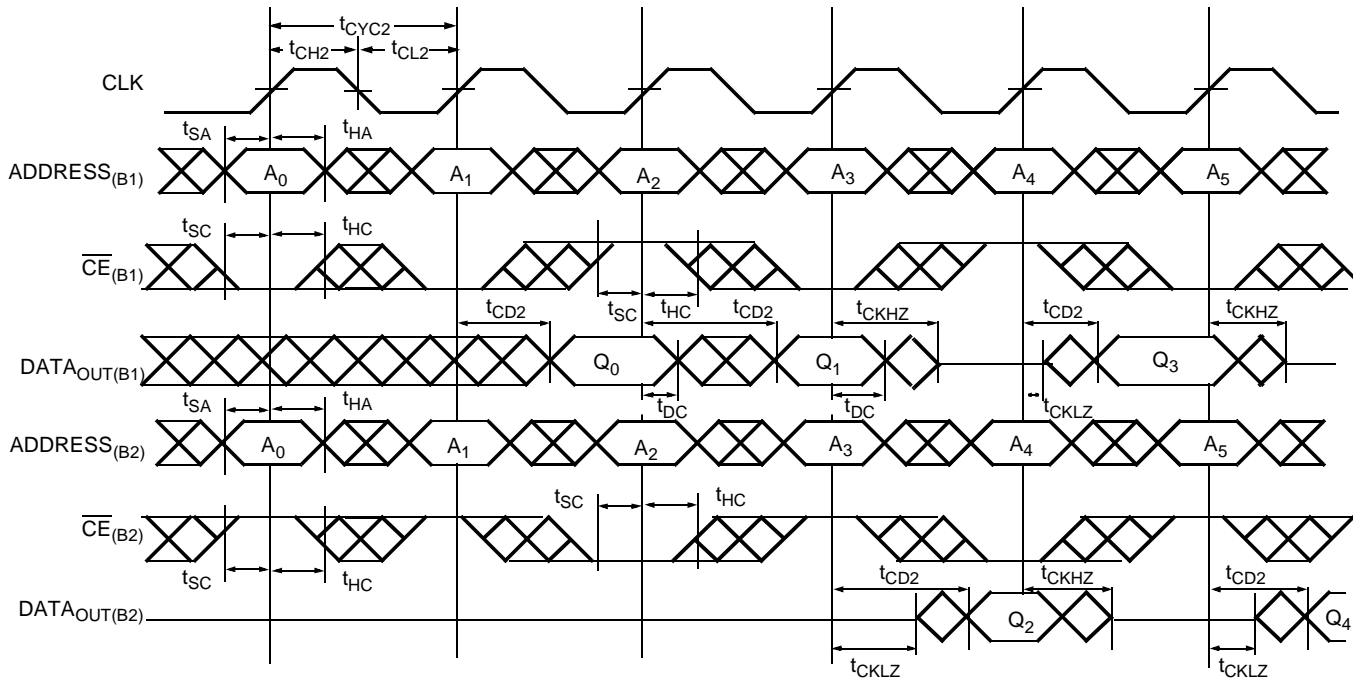 tCYC2
tCH2 tCL2
CLK
tSA tHA
ADDRESS(B1) A0 A1 A2 A3 A4 A5
tSC tHC
CE(B1)
tCD2 tSC tHC tCD2 tCKHZ tCD2 tCKHZ
DATAOUT(B1) Q0 Q1 Q3
tSA tHA tDC tDC tCKLZ
ADDRESS(B2) A0 A1 A2 A3 A4 A5
tSC tHC
CE(B2)
tSC tHC tCD2 tCKHZ tCD2
DATAOUT(B2) Q2 Q4
tCKLZ tCKLZ